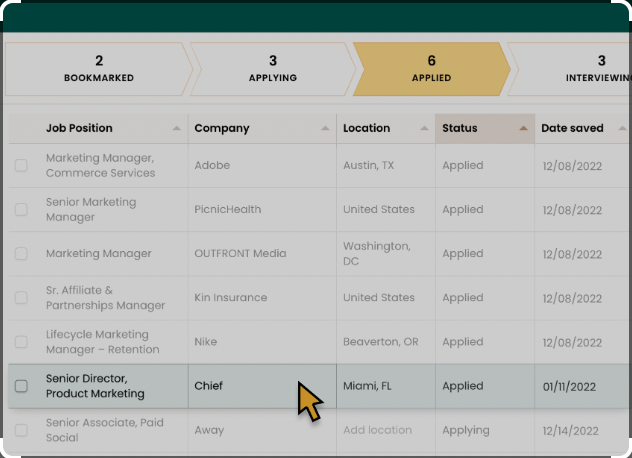 2
BOOKMARKED
3
APPLYING
6
APPLIED
3
INTERVIEWING
Job Position
Company
Location
Status
Date saved
Marketing Manager,
Commerce Services
Adobe
Austin, TX
Applied
12/08/2022
Senior Marketing
Manager
PicnicHealth
United States
Applied
12/08/2022
Marketing Manager
OUTFRONT Media
Washington,
DC
Applied
12/08/2022
Sr. Affiliate &
Partnerships Manager
Kin Insurance
United States
Applied
12/08/2022
Lifecycle Marketing
Manager – Retention
Nike
Beaverton, OR
Applied
12/08/2022
Senior Director,
Product Marketing
Chief
Miami, FL
Applied
01/11/2022
Senior Associate, Paid
Social
Away
Add location
Applying
12/14/2022